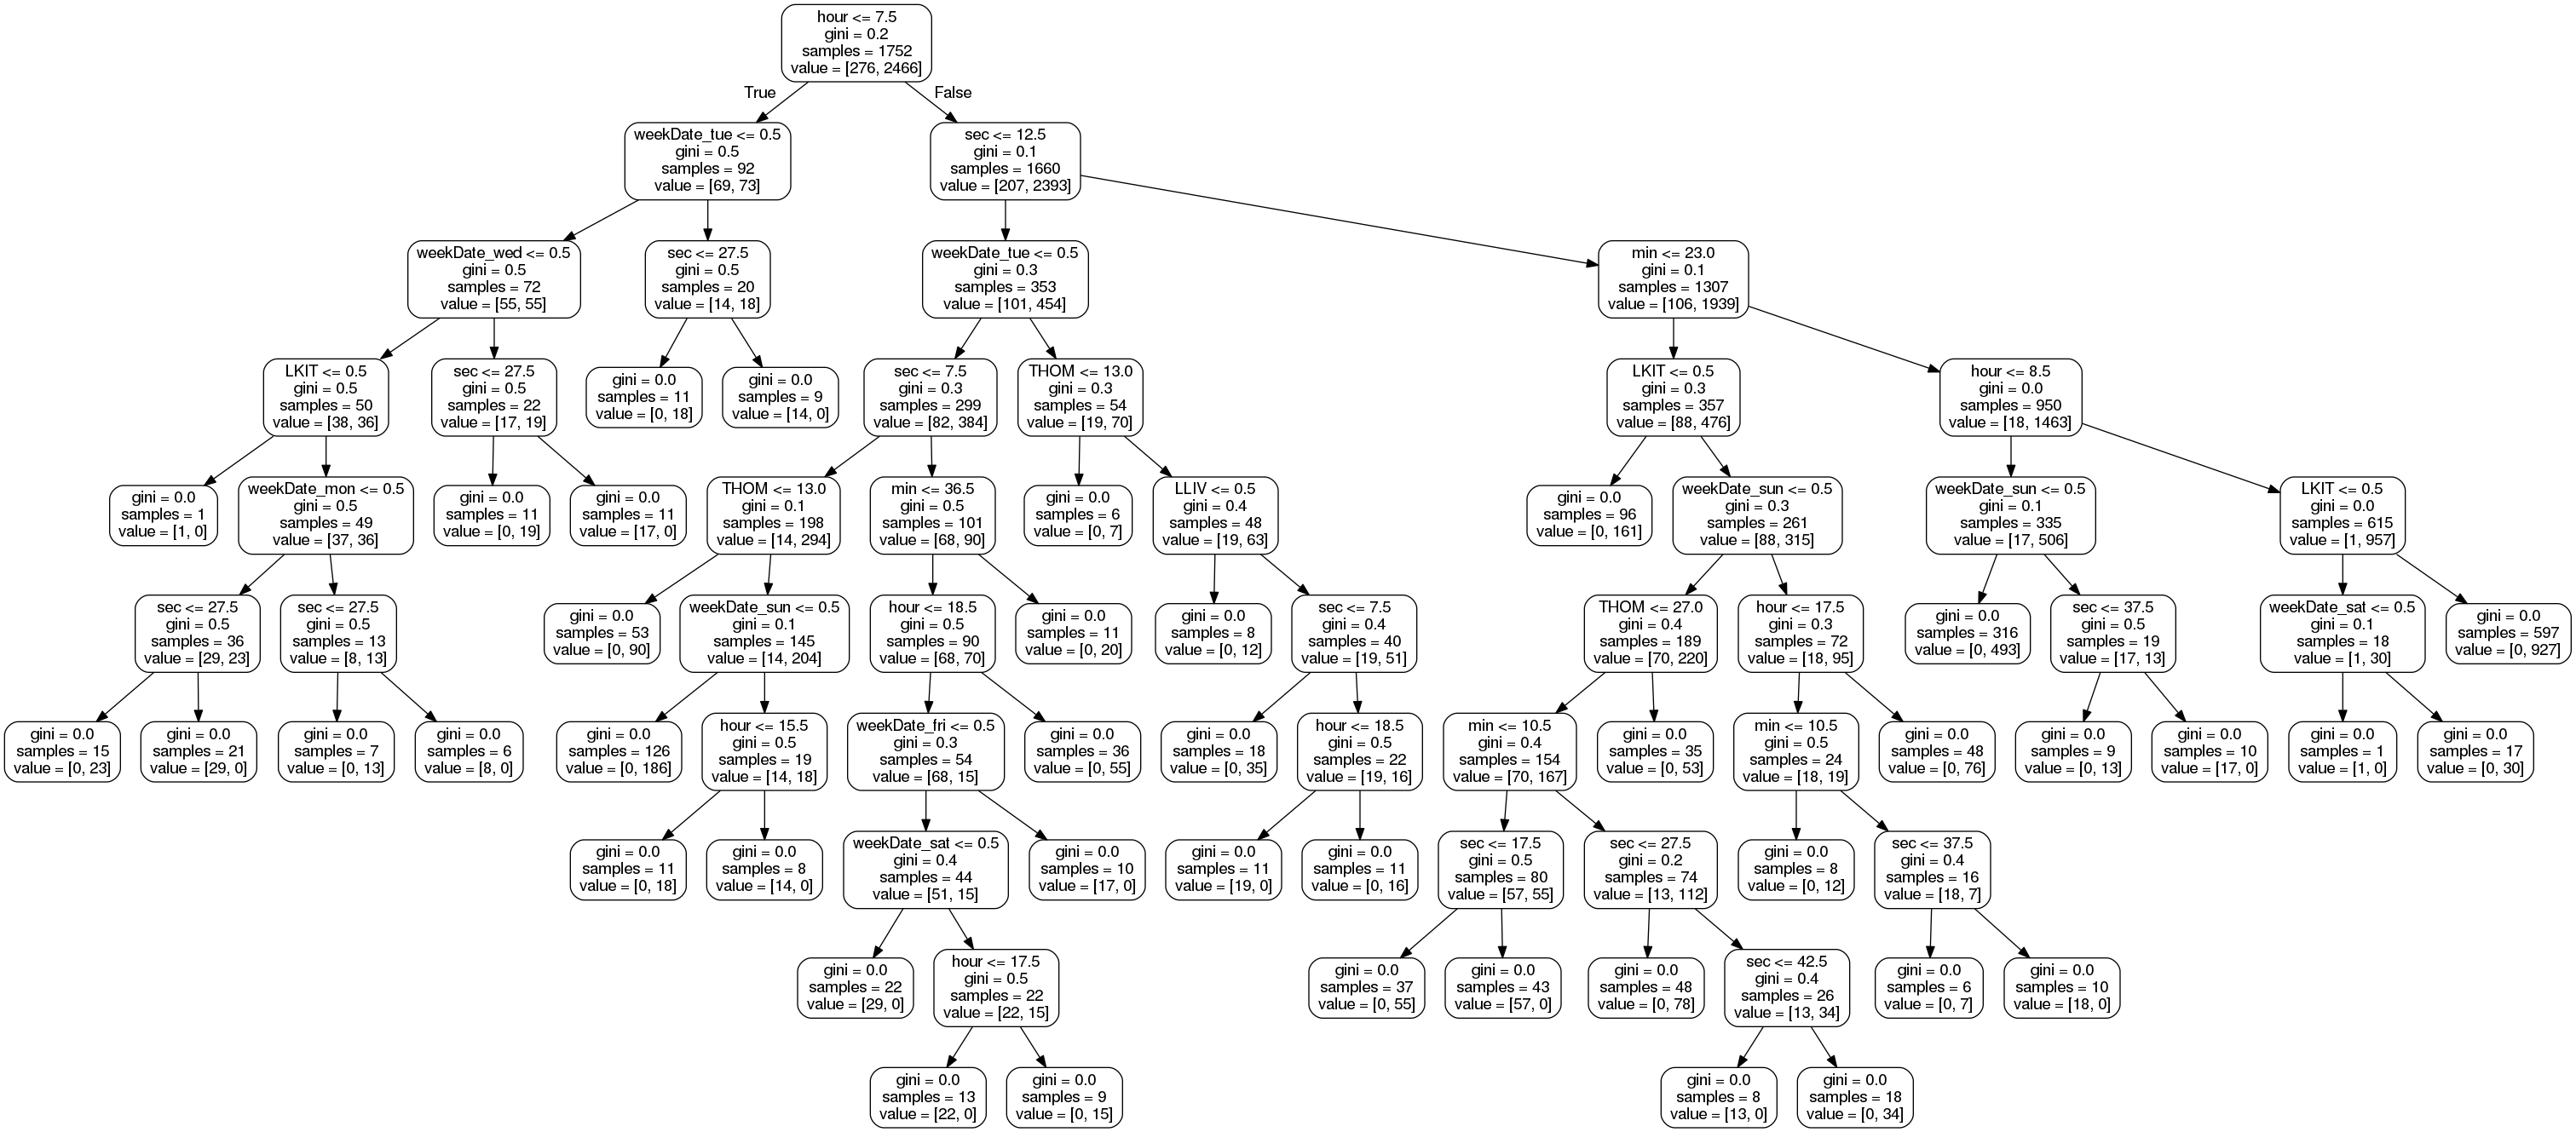 hour <= 7.5
gini = 0.2
samples = 1752
value = [276, 2466]
True
False
weekDate_tue <= 0.5
gini = 0.5
samples = 92
value = [69, 73]
sec <= 12.5
gini = 0.1
samples = 1660
value = [207, 2393]
weekDate_wed <= 0.5
gini = 0.5
samples = 72
value = [55, 55]
sec <= 27.5
gini = 0.5
samples = 20
value = [14, 18]
weekDate_tue <= 0.5
gini = 0.3
samples = 353
value = [101, 454]
min <= 23.0
gini = 0.1
samples = 1307
value = [106, 1939]
LKIT <= 0.5
gini = 0.5
samples = 50
value = [38, 36]
sec <= 27.5
gini = 0.5
samples = 22
value = [17, 19]
gini = 0.0
samples = 11
value = [0, 18]
gini = 0.0
samples = 9
value = [14, 0]
sec <= 7.5
gini = 0.3
samples = 299
value = [82, 384]
THOM <= 13.0
gini = 0.3
samples = 54
value = [19, 70]
LKIT <= 0.5
gini = 0.3
samples = 357
value = [88, 476]
hour <= 8.5
gini = 0.0
samples = 950
value = [18, 1463]
gini = 0.0
samples = 1
value = [1, 0]
weekDate_mon <= 0.5
gini = 0.5
samples = 49
value = [37, 36]
gini = 0.0
samples = 11
value = [0, 19]
gini = 0.0
samples = 11
value = [17, 0]
THOM <= 13.0
gini = 0.1
samples = 198
value = [14, 294]
min <= 36.5
gini = 0.5
samples = 101
value = [68, 90]
gini = 0.0
samples = 6
value = [0, 7]
LLIV <= 0.5
gini = 0.4
samples = 48
value = [19, 63]
gini = 0.0
samples = 96
value = [0, 161]
weekDate_sun <= 0.5
gini = 0.3
samples = 261
value = [88, 315]
weekDate_sun <= 0.5
gini = 0.1
samples = 335
value = [17, 506]
LKIT <= 0.5
gini = 0.0
samples = 615
value = [1, 957]
sec <= 27.5
gini = 0.5
samples = 36
value = [29, 23]
sec <= 27.5
gini = 0.5
samples = 13
value = [8, 13]
gini = 0.0
samples = 53
value = [0, 90]
weekDate_sun <= 0.5
gini = 0.1
samples = 145
value = [14, 204]
hour <= 18.5
gini = 0.5
samples = 90
value = [68, 70]
gini = 0.0
samples = 11
value = [0, 20]
gini = 0.0
samples = 8
value = [0, 12]
sec <= 7.5
gini = 0.4
samples = 40
value = [19, 51]
THOM <= 27.0
gini = 0.4
samples = 189
value = [70, 220]
hour <= 17.5
gini = 0.3
samples = 72
value = [18, 95]
gini = 0.0
samples = 316
value = [0, 493]
sec <= 37.5
gini = 0.5
samples = 19
value = [17, 13]
weekDate_sat <= 0.5
gini = 0.1
samples = 18
value = [1, 30]
gini = 0.0
samples = 597
value = [0, 927]
gini = 0.0
samples = 15
value = [0, 23]
gini = 0.0
samples = 21
value = [29, 0]
gini = 0.0
samples = 7
value = [0, 13]
gini = 0.0
samples = 6
value = [8, 0]
gini = 0.0
samples = 126
value = [0, 186]
hour <= 15.5
gini = 0.5
samples = 19
value = [14, 18]
weekDate_fri <= 0.5
gini = 0.3
samples = 54
value = [68, 15]
gini = 0.0
samples = 36
value = [0, 55]
gini = 0.0
samples = 18
value = [0, 35]
hour <= 18.5
gini = 0.5
samples = 22
value = [19, 16]
min <= 10.5
gini = 0.4
samples = 154
value = [70, 167]
gini = 0.0
samples = 35
value = [0, 53]
min <= 10.5
gini = 0.5
samples = 24
value = [18, 19]
gini = 0.0
samples = 48
value = [0, 76]
gini = 0.0
samples = 9
value = [0, 13]
gini = 0.0
samples = 10
value = [17, 0]
gini = 0.0
samples = 1
value = [1, 0]
gini = 0.0
samples = 17
value = [0, 30]
gini = 0.0
samples = 11
value = [0, 18]
gini = 0.0
samples = 8
value = [14, 0]
weekDate_sat <= 0.5
gini = 0.4
samples = 44
value = [51, 15]
gini = 0.0
samples = 10
value = [17, 0]
gini = 0.0
samples = 11
value = [19, 0]
gini = 0.0
samples = 11
value = [0, 16]
sec <= 17.5
gini = 0.5
samples = 80
value = [57, 55]
sec <= 27.5
gini = 0.2
samples = 74
value = [13, 112]
gini = 0.0
samples = 8
value = [0, 12]
sec <= 37.5
gini = 0.4
samples = 16
value = [18, 7]
gini = 0.0
samples = 22
value = [29, 0]
hour <= 17.5
gini = 0.5
samples = 22
value = [22, 15]
gini = 0.0
samples = 37
value = [0, 55]
gini = 0.0
samples = 43
value = [57, 0]
gini = 0.0
samples = 48
value = [0, 78]
sec <= 42.5
gini = 0.4
samples = 26
value = [13, 34]
gini = 0.0
samples = 6
value = [0, 7]
gini = 0.0
samples = 10
value = [18, 0]
gini = 0.0
samples = 13
value = [22, 0]
gini = 0.0
samples = 9
value = [0, 15]
gini = 0.0
samples = 8
value = [13, 0]
gini = 0.0
samples = 18
value = [0, 34]